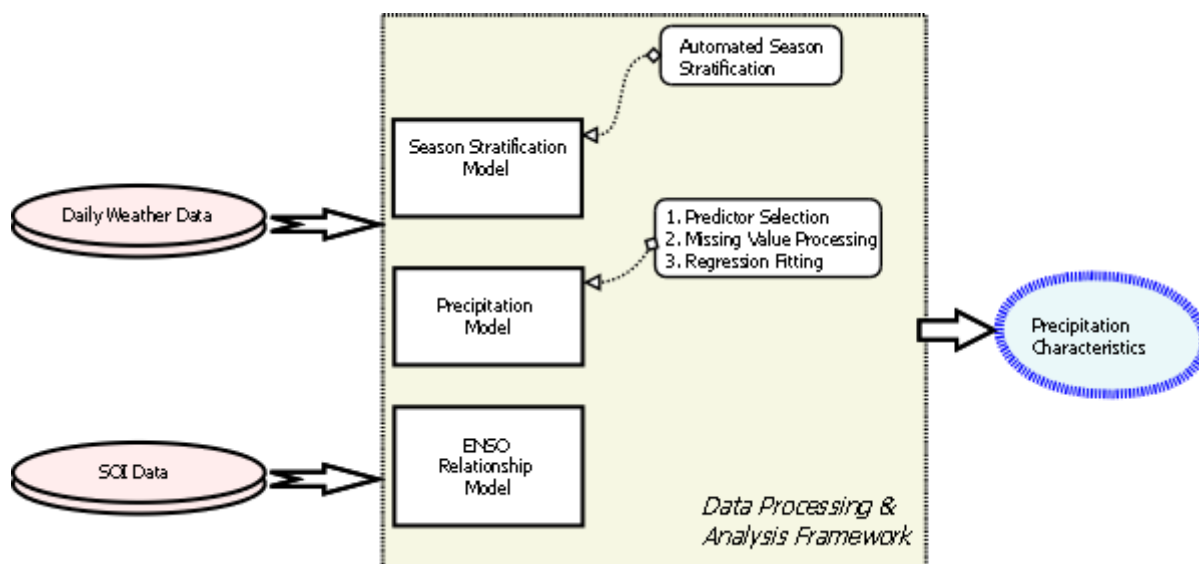 Automated Season
Stratification
Season Stratification
Model
Daily Weather Data
1. Predictor Selection
2. Missing Value Processing
3. Regression Fitting
Precipitation
Model
Precipitation
Characteristics
ENSO
Relationship
Model
SOI Data
Data Processing &
Analysis Framework